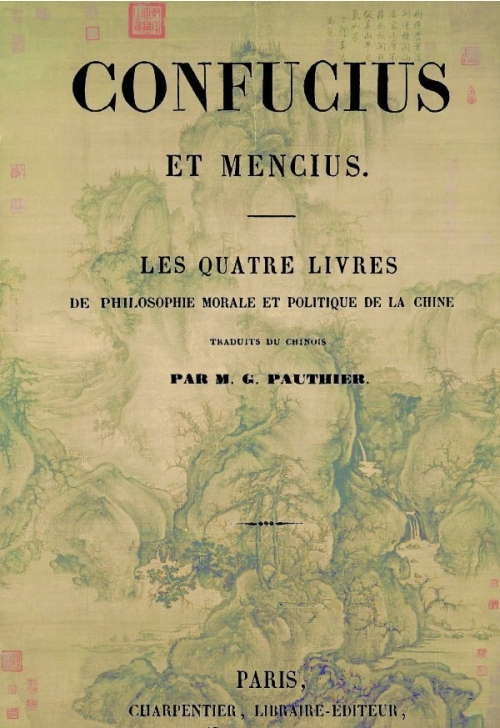 CONFUCIUS
ET MENCIUS.
LES QUATRE LIVRES
DE PHILOSOPHIE MORALE ET POLITIQUE DE LA CHINE
TRADUITS DU CHINOIS
PAR M. G. PAUTHIER.
PARIS,
CHARPENTIER, LIBRAIRE-ÉDITEUR,